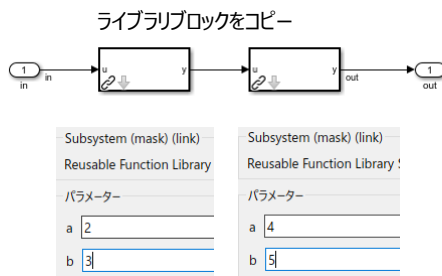 ライブラリブロックをコピー
1 in in u y u y out 1 out
Subsystem (mask) (link)
Reusable Function Library
パラメーター
a 2
b 3
Subsystem (mask) (link)
Reusable Function Library
パラメーター
a 4
b 5